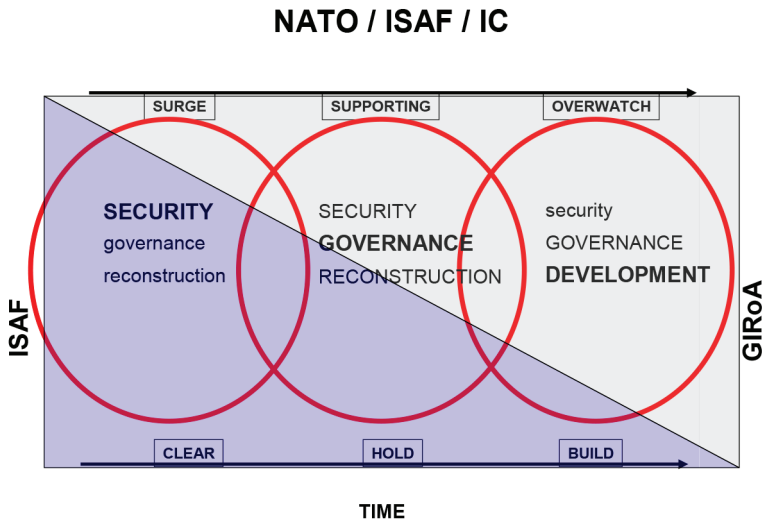 NATO / ISAF / IC
SURGE
SUPPORTING
OVERWATCH
SECURITY
governance
reconstruction
SECURITY
GOVERNANCE
RECONSTRUCTION
security
GOVERNANCE
DEVELOPMENT
ISAF
GIRoA
CLEAR
HOLD
BUILD
TIME